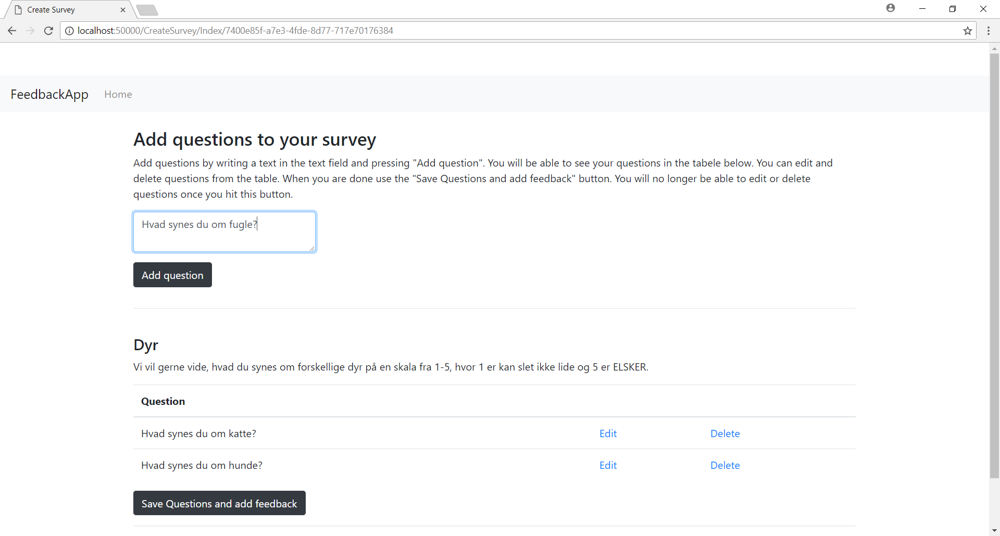 Create Survey
localhost:50000/CreateSurvey/Index/7400e85f-a7e3-4fde-8d77-717e70176384
FeedbackApp Home
Add questions to your survey
Add questions by writing a text in the text field and pressing "Add question". You will be able to see your questions in the tabele below. You can edit and
delete questions from the table. When you are done use the "Save Questions and add feedback" button. You will no longer be able to edit or delete
questions once you hit this button.
Hvad synes du om fugle?
Add question
Dyr
Vi vil gerne vide, hvad du synes om forskellige dyr på en skala fra 1-5, hvor 1 er kan slet ikke lide og 5 er ELSKER.
Question
Hvad synes du om katte? Edit Delete
Hvad synes du om hunde? Edit Delete
Save Questions and add feedback